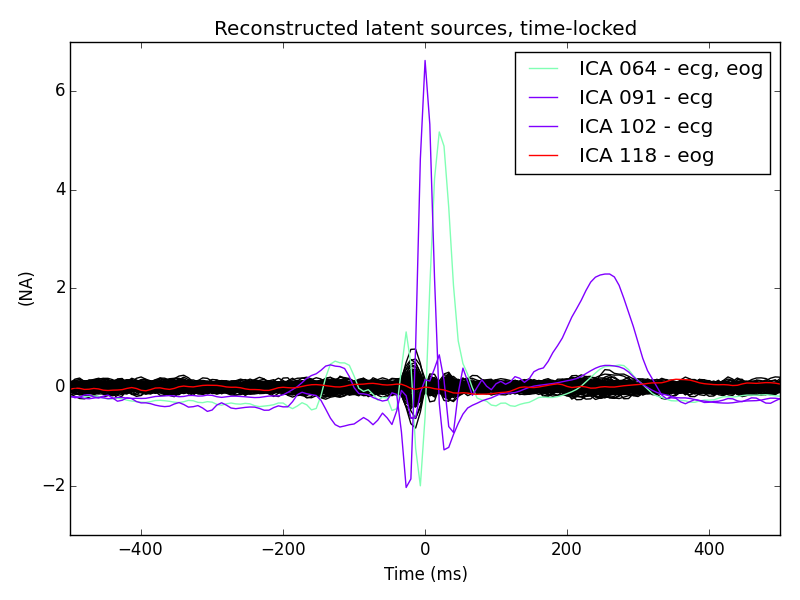 Reconstructed latent sources, time-locked
ICA 064 - ecg, eog
ICA 091 - ecg
ICA 102 - ecg
ICA 118 - eog
6
4
2
0
−2
(NA)
−400
−200
0
200
400
Time (ms)